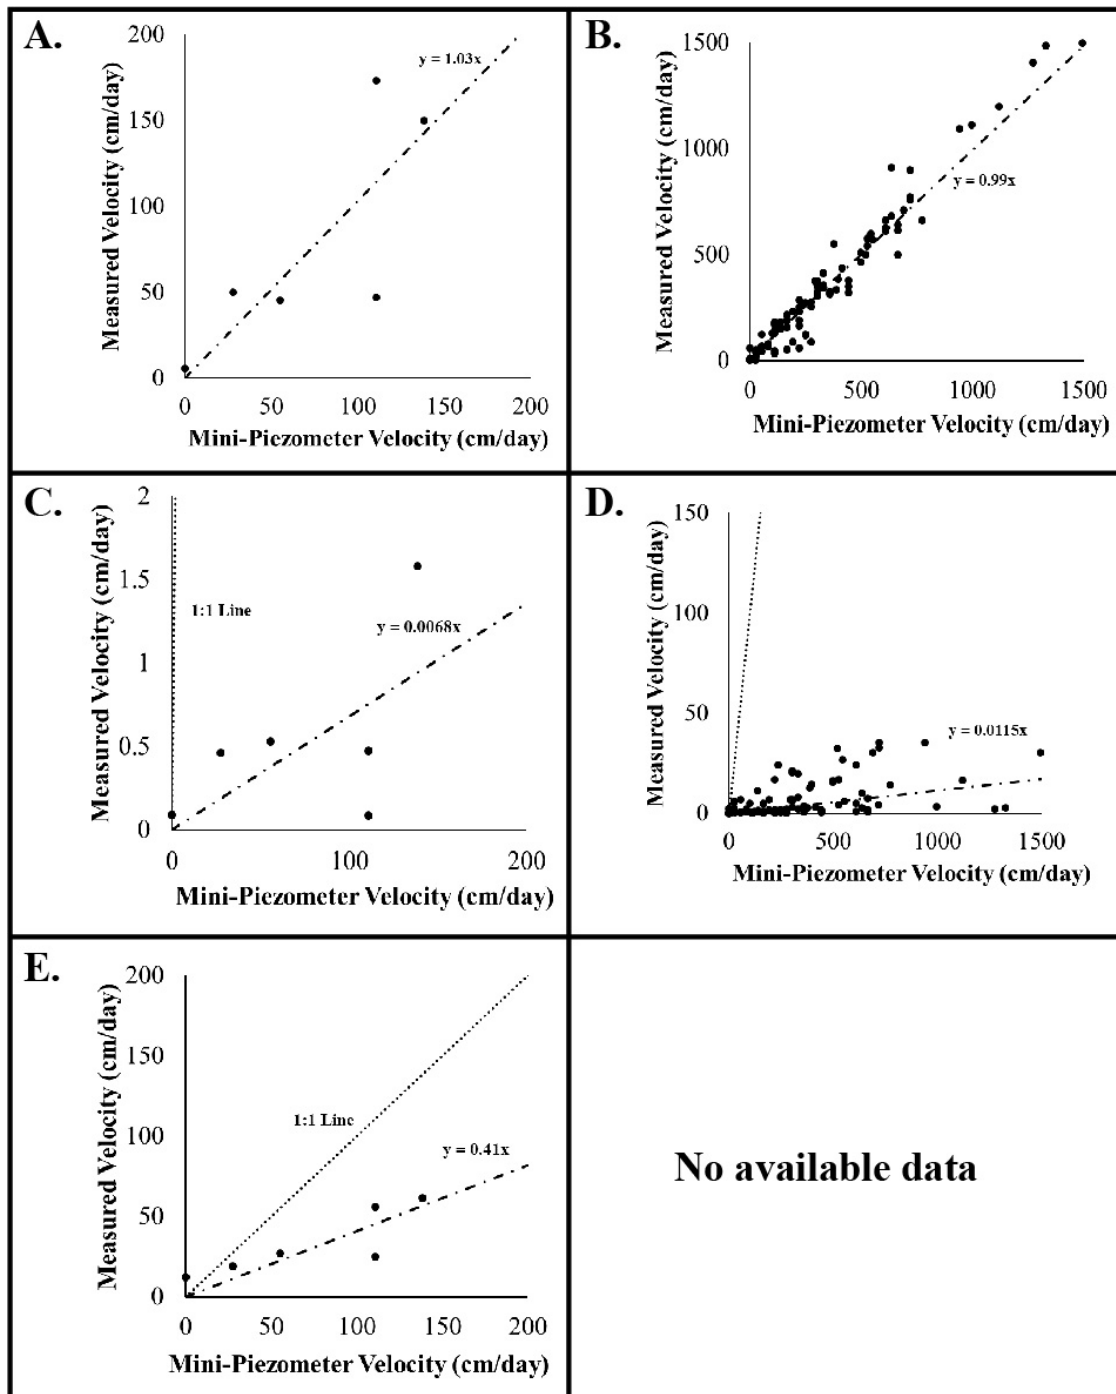 A.
Measured Velocity (cm/day)
200
150
100
50
0
y = 1.03x
0 50 100 150 200
Mini-Piezometer Velocity (cm/day)
B.
Measured Velocity (cm/day)
1500
1000
500
0
y = 0.99x
0 500 1000 1500
Mini-Piezometer Velocity (cm/day)
C.
Measured Velocity (cm/day)
2
1.5
1
0.5
0
1:1 Line
y = 0.0068x
0 100 200
Mini-Piezometer Velocity (cm/day)
D.
Measured Velocity (cm/day)
150
100
50
0
y = 0.0115x
0 500 1000 1500
Mini-Piezometer Velocity (cm/day)
E.
Measured Velocity (cm/day)
200
150
100
50
0
1:1 Line
y = 0.41x
0 50 100 150 200
Mini-Piezometer Velocity (cm/day)
No available data